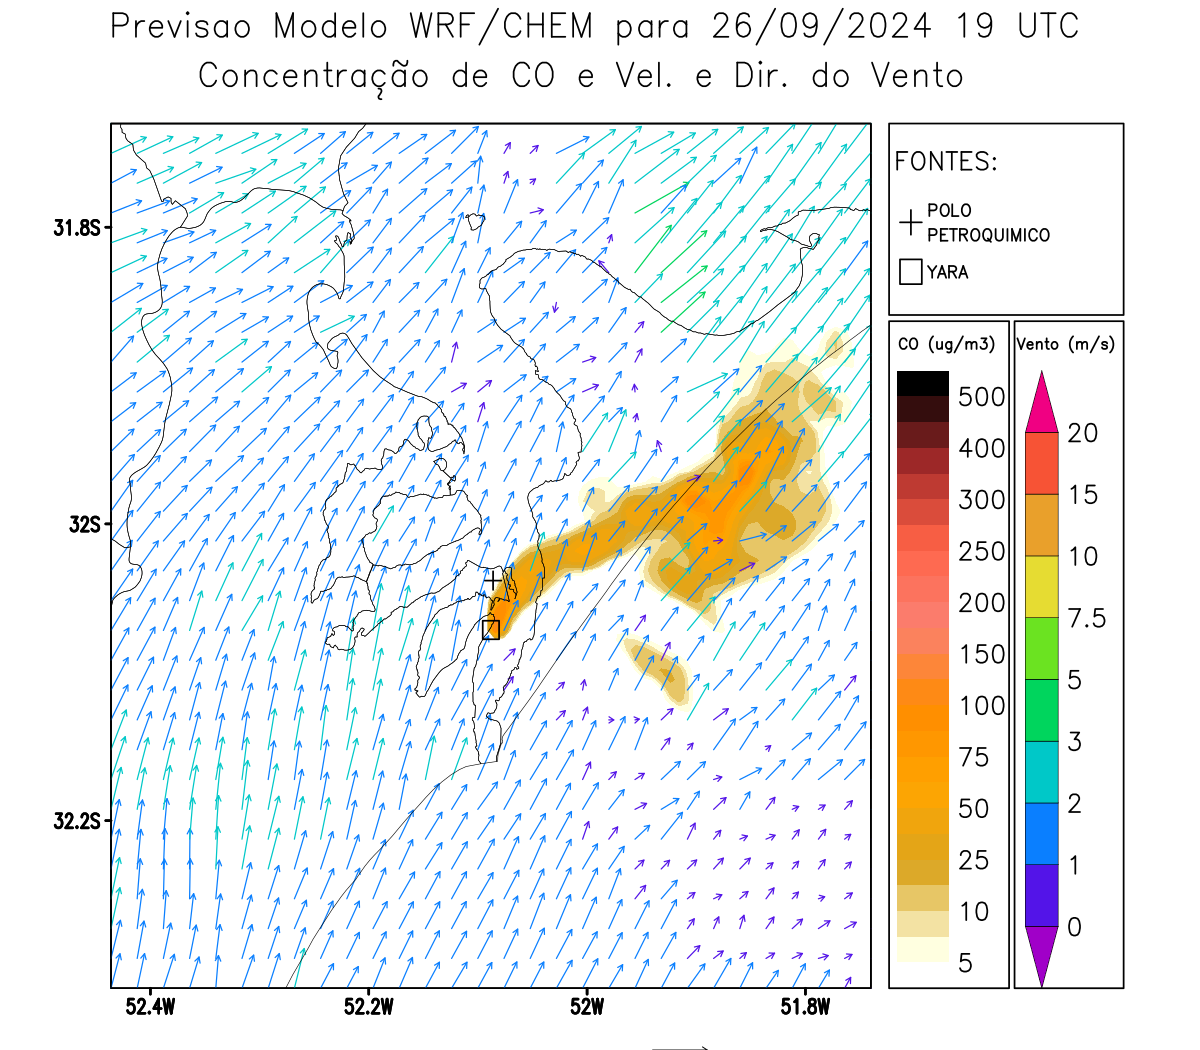 Previsao Modelo WRF/CHEM para 26/09/2024 19 UTC
Concentração de CO e Vel. e Dir. do Vento
FONTES:
POLO
PETROQUIMICO
YARA
CO (ug/m3)
500
400
300
250
200
150
100
75
50
25
10
5
Vento (m/s)
20
15
10
7.5
5
3
2
1
0
31.8S
32S
32.2S
52.4W
52.2W
52W
51.8W